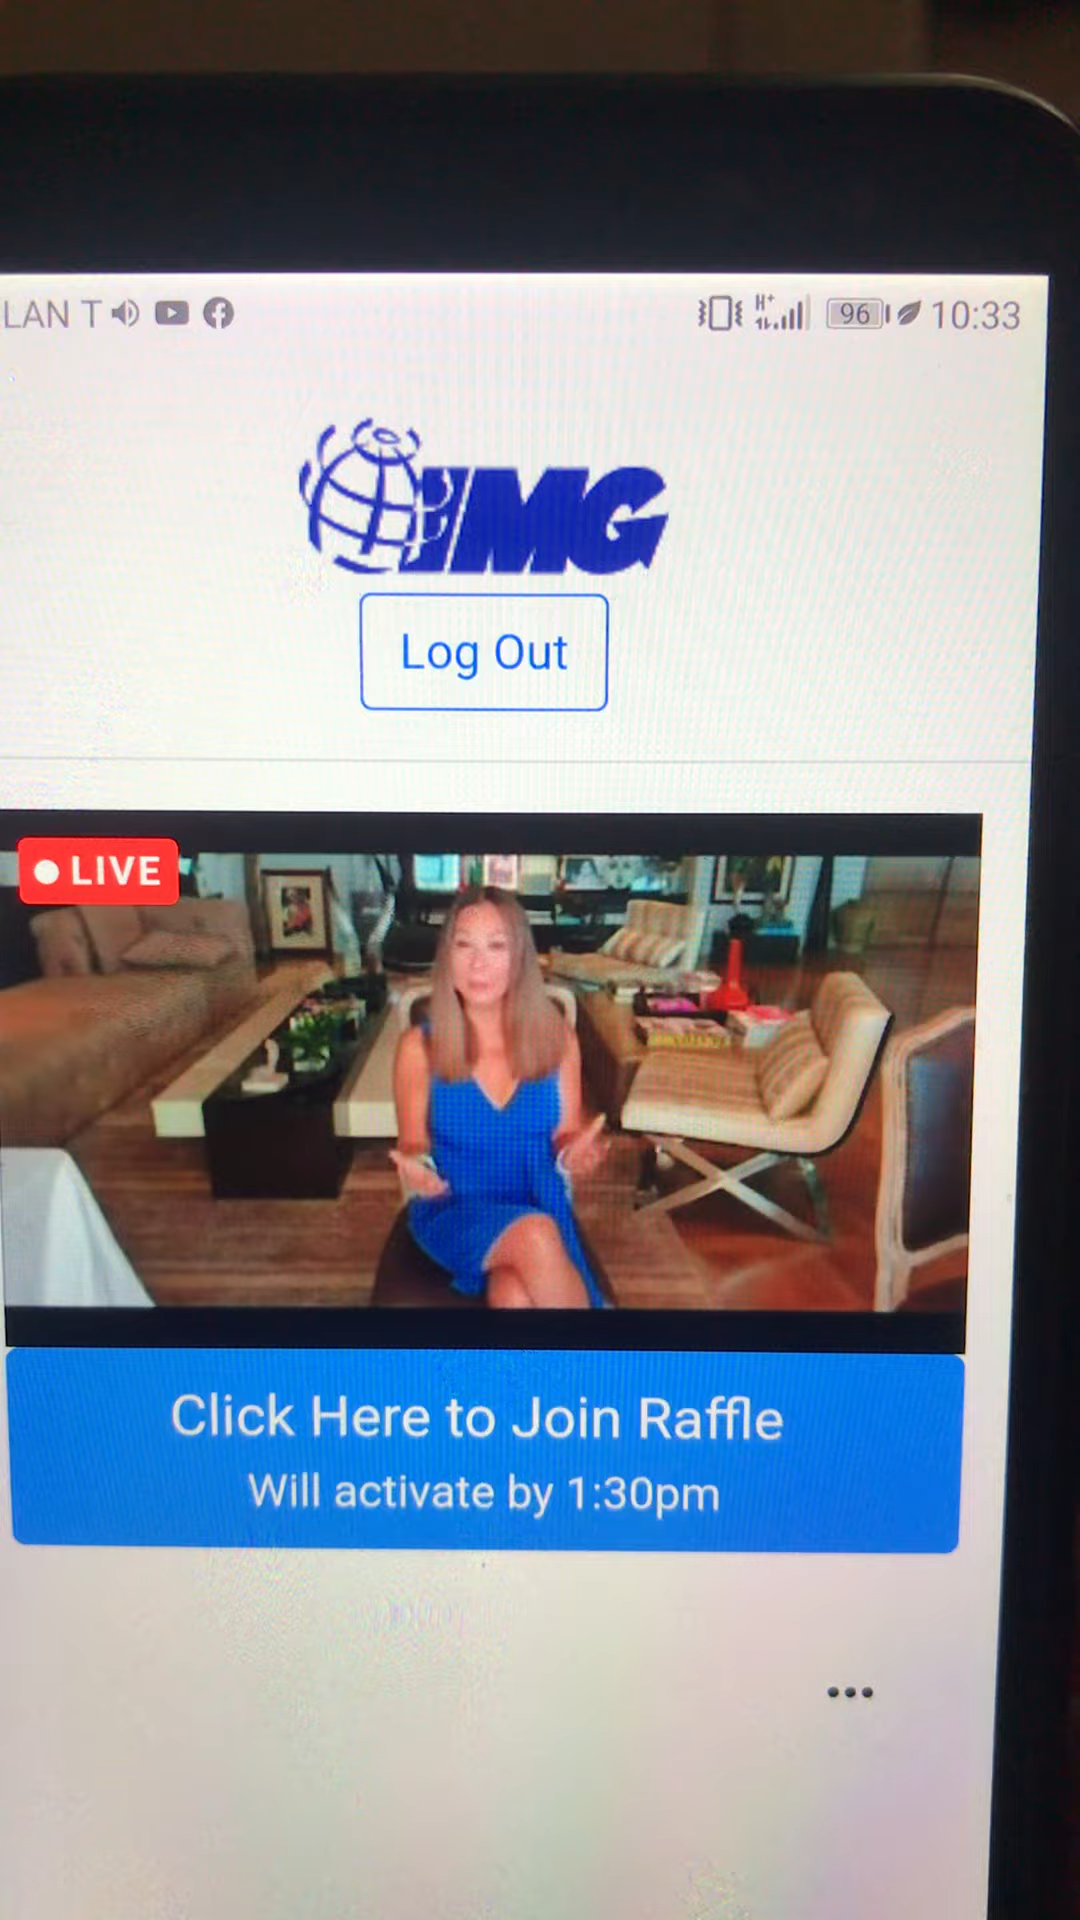 LAN T
H+
96
10:33
IMG
Log Out
LIVE
Click Here to Join Raffle
Will activate by 1:30pm